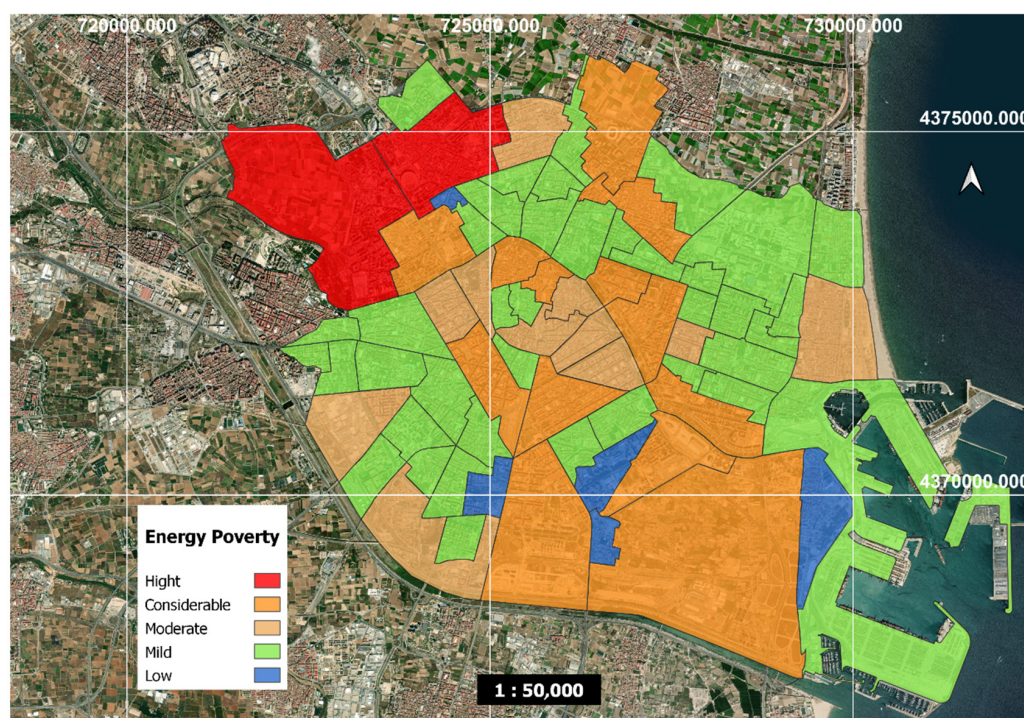 720000.000
725000.000
730000.000
4375000.000
4370000.000
Energy Poverty
Hight
Considerable
Moderate
Mild
Low
1 : 50,000